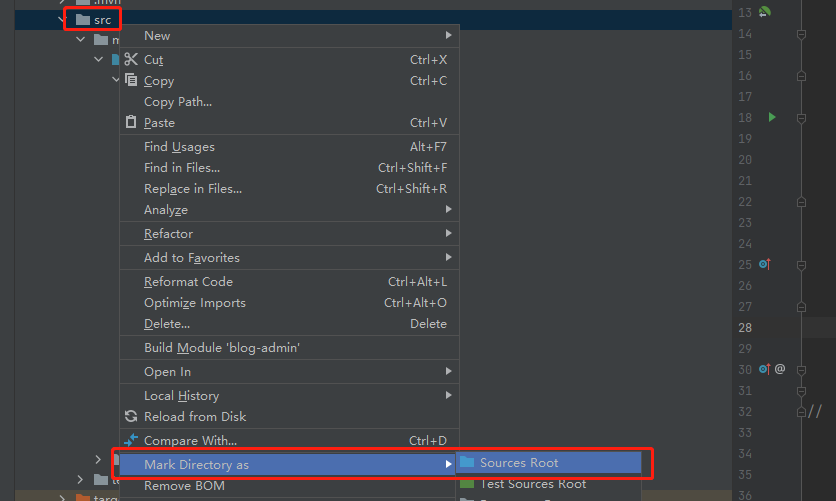 .mvn
src
m
New
Cut Ctrl+X
Copy Ctrl+C
Copy Path...
Paste Ctrl+V
Find Usages Alt+F7
Find in Files... Ctrl+Shift+F
Replace in Files... Ctrl+Shift+R
Analyze
Refactor
Add to Favorites
Reformat Code Ctrl+Alt+L
Optimize Imports Ctrl+Alt+O
Delete... Delete
Build Module 'blog-admin'
Open In
Local History
Reload from Disk
Compare With... Ctrl+D
Mark Directory as
Sources Root
te
Remove BOM
Test Sources Root
targ
13
14
15
16
17
18
19
20
21
22
23
24
25
26
27
28
29
30 @
31
32 //
33
34
35
36